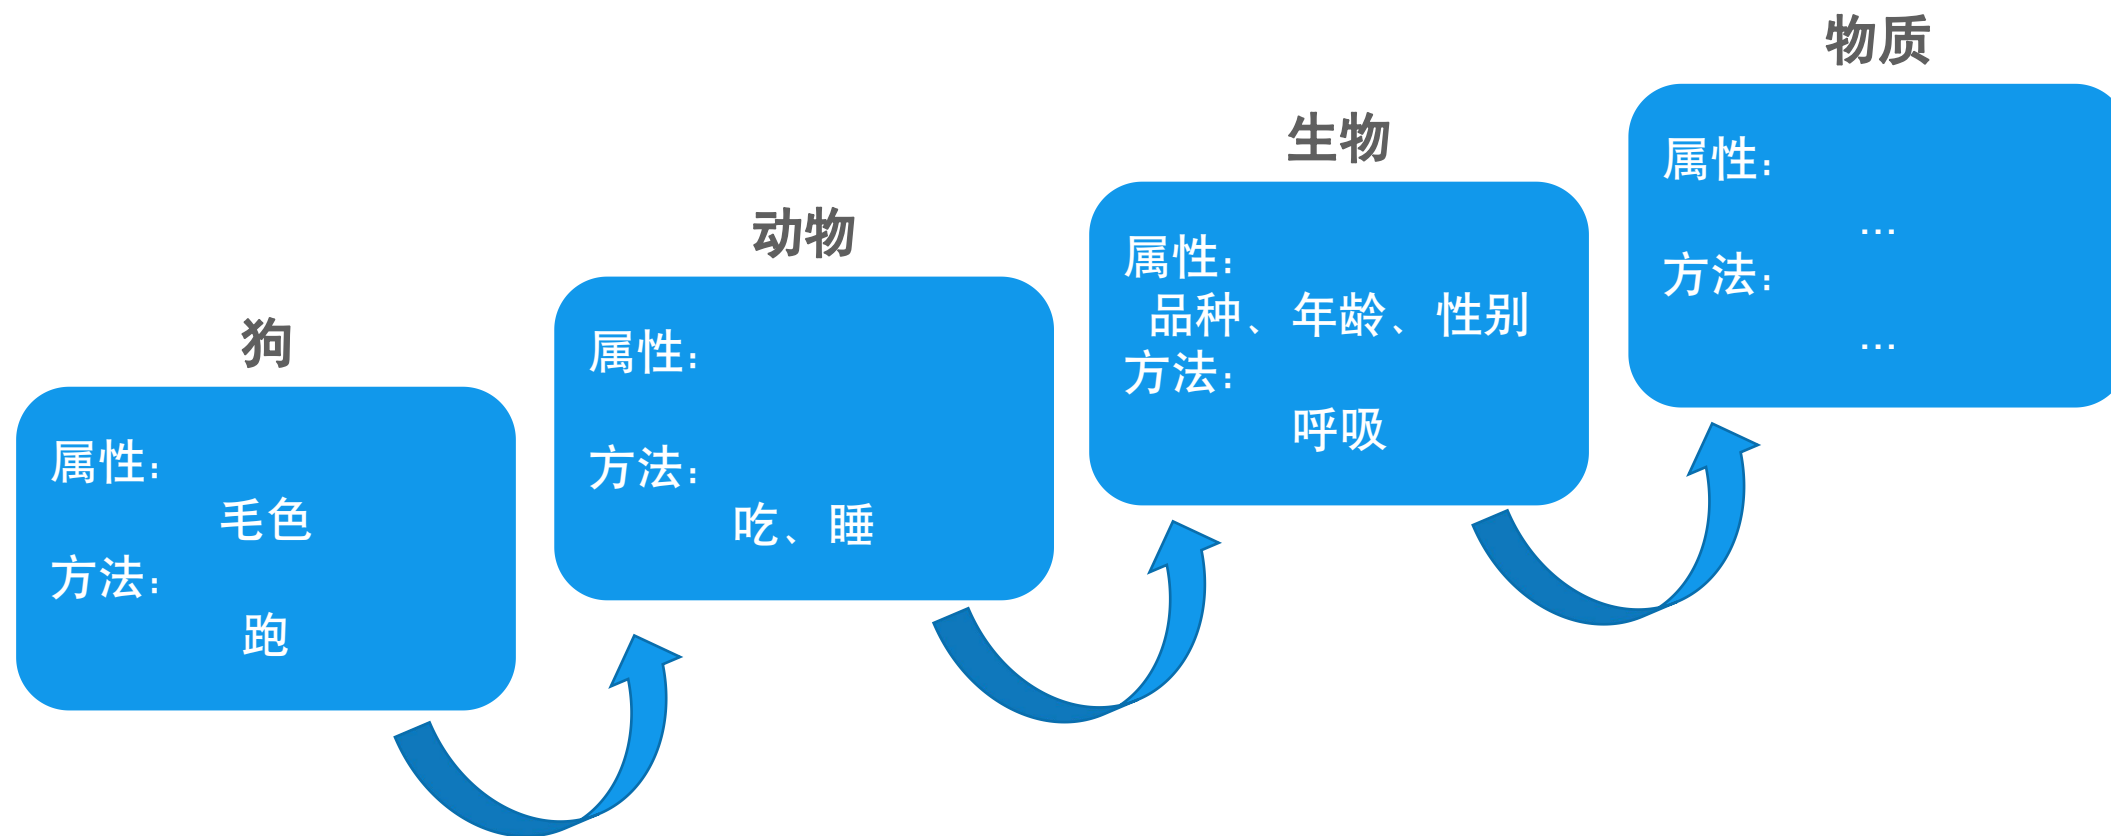 狗
属性：
毛色
方法：
跑
动物
属性：
方法：
吃、睡
生物
属性：
品种、年龄、性别
方法：
呼吸
物质
属性：
...
方法：
...